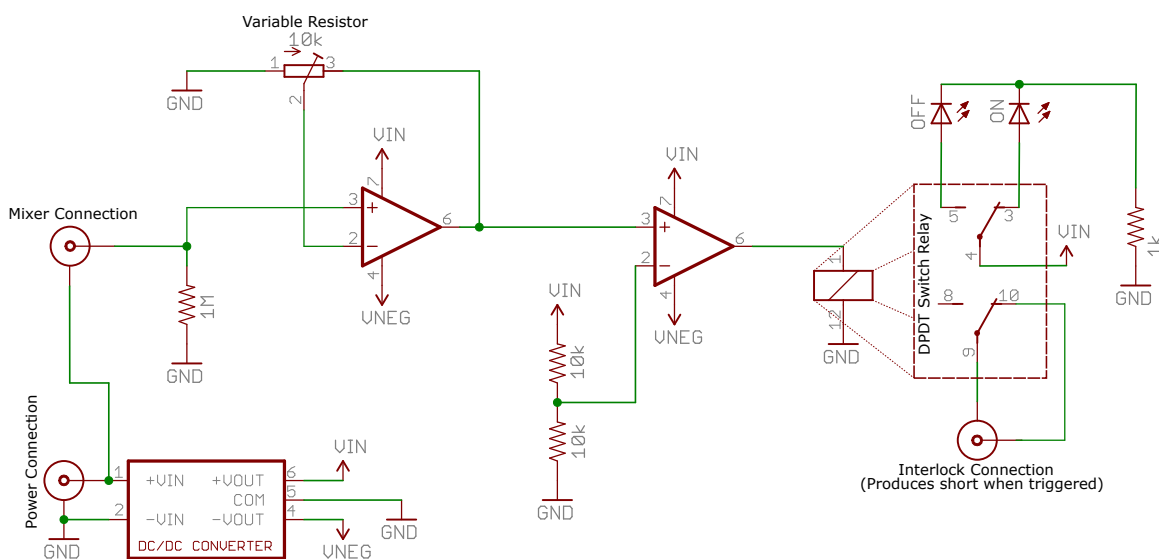 Variable Resistor
10k
1
3
2
GND
VIN
7
3
+
2
−
6
4
VNEG
Mixer Connection
1M
GND
VIN
7
3
+
2
−
6
4
VNEG
VIN
10k
10k
GND
1
12
GND
DPDT Switch Relay
OFF
ON
5
3
4
VIN
8
10
9
1k
GND
Interlock Connection
(Produces short when triggered)
Power Connection
GND
1
2
+VIN
-VIN
+VOUT
COM
-VOUT
DC/DC CONVERTER
6
5
4
VIN
GND
VNEG